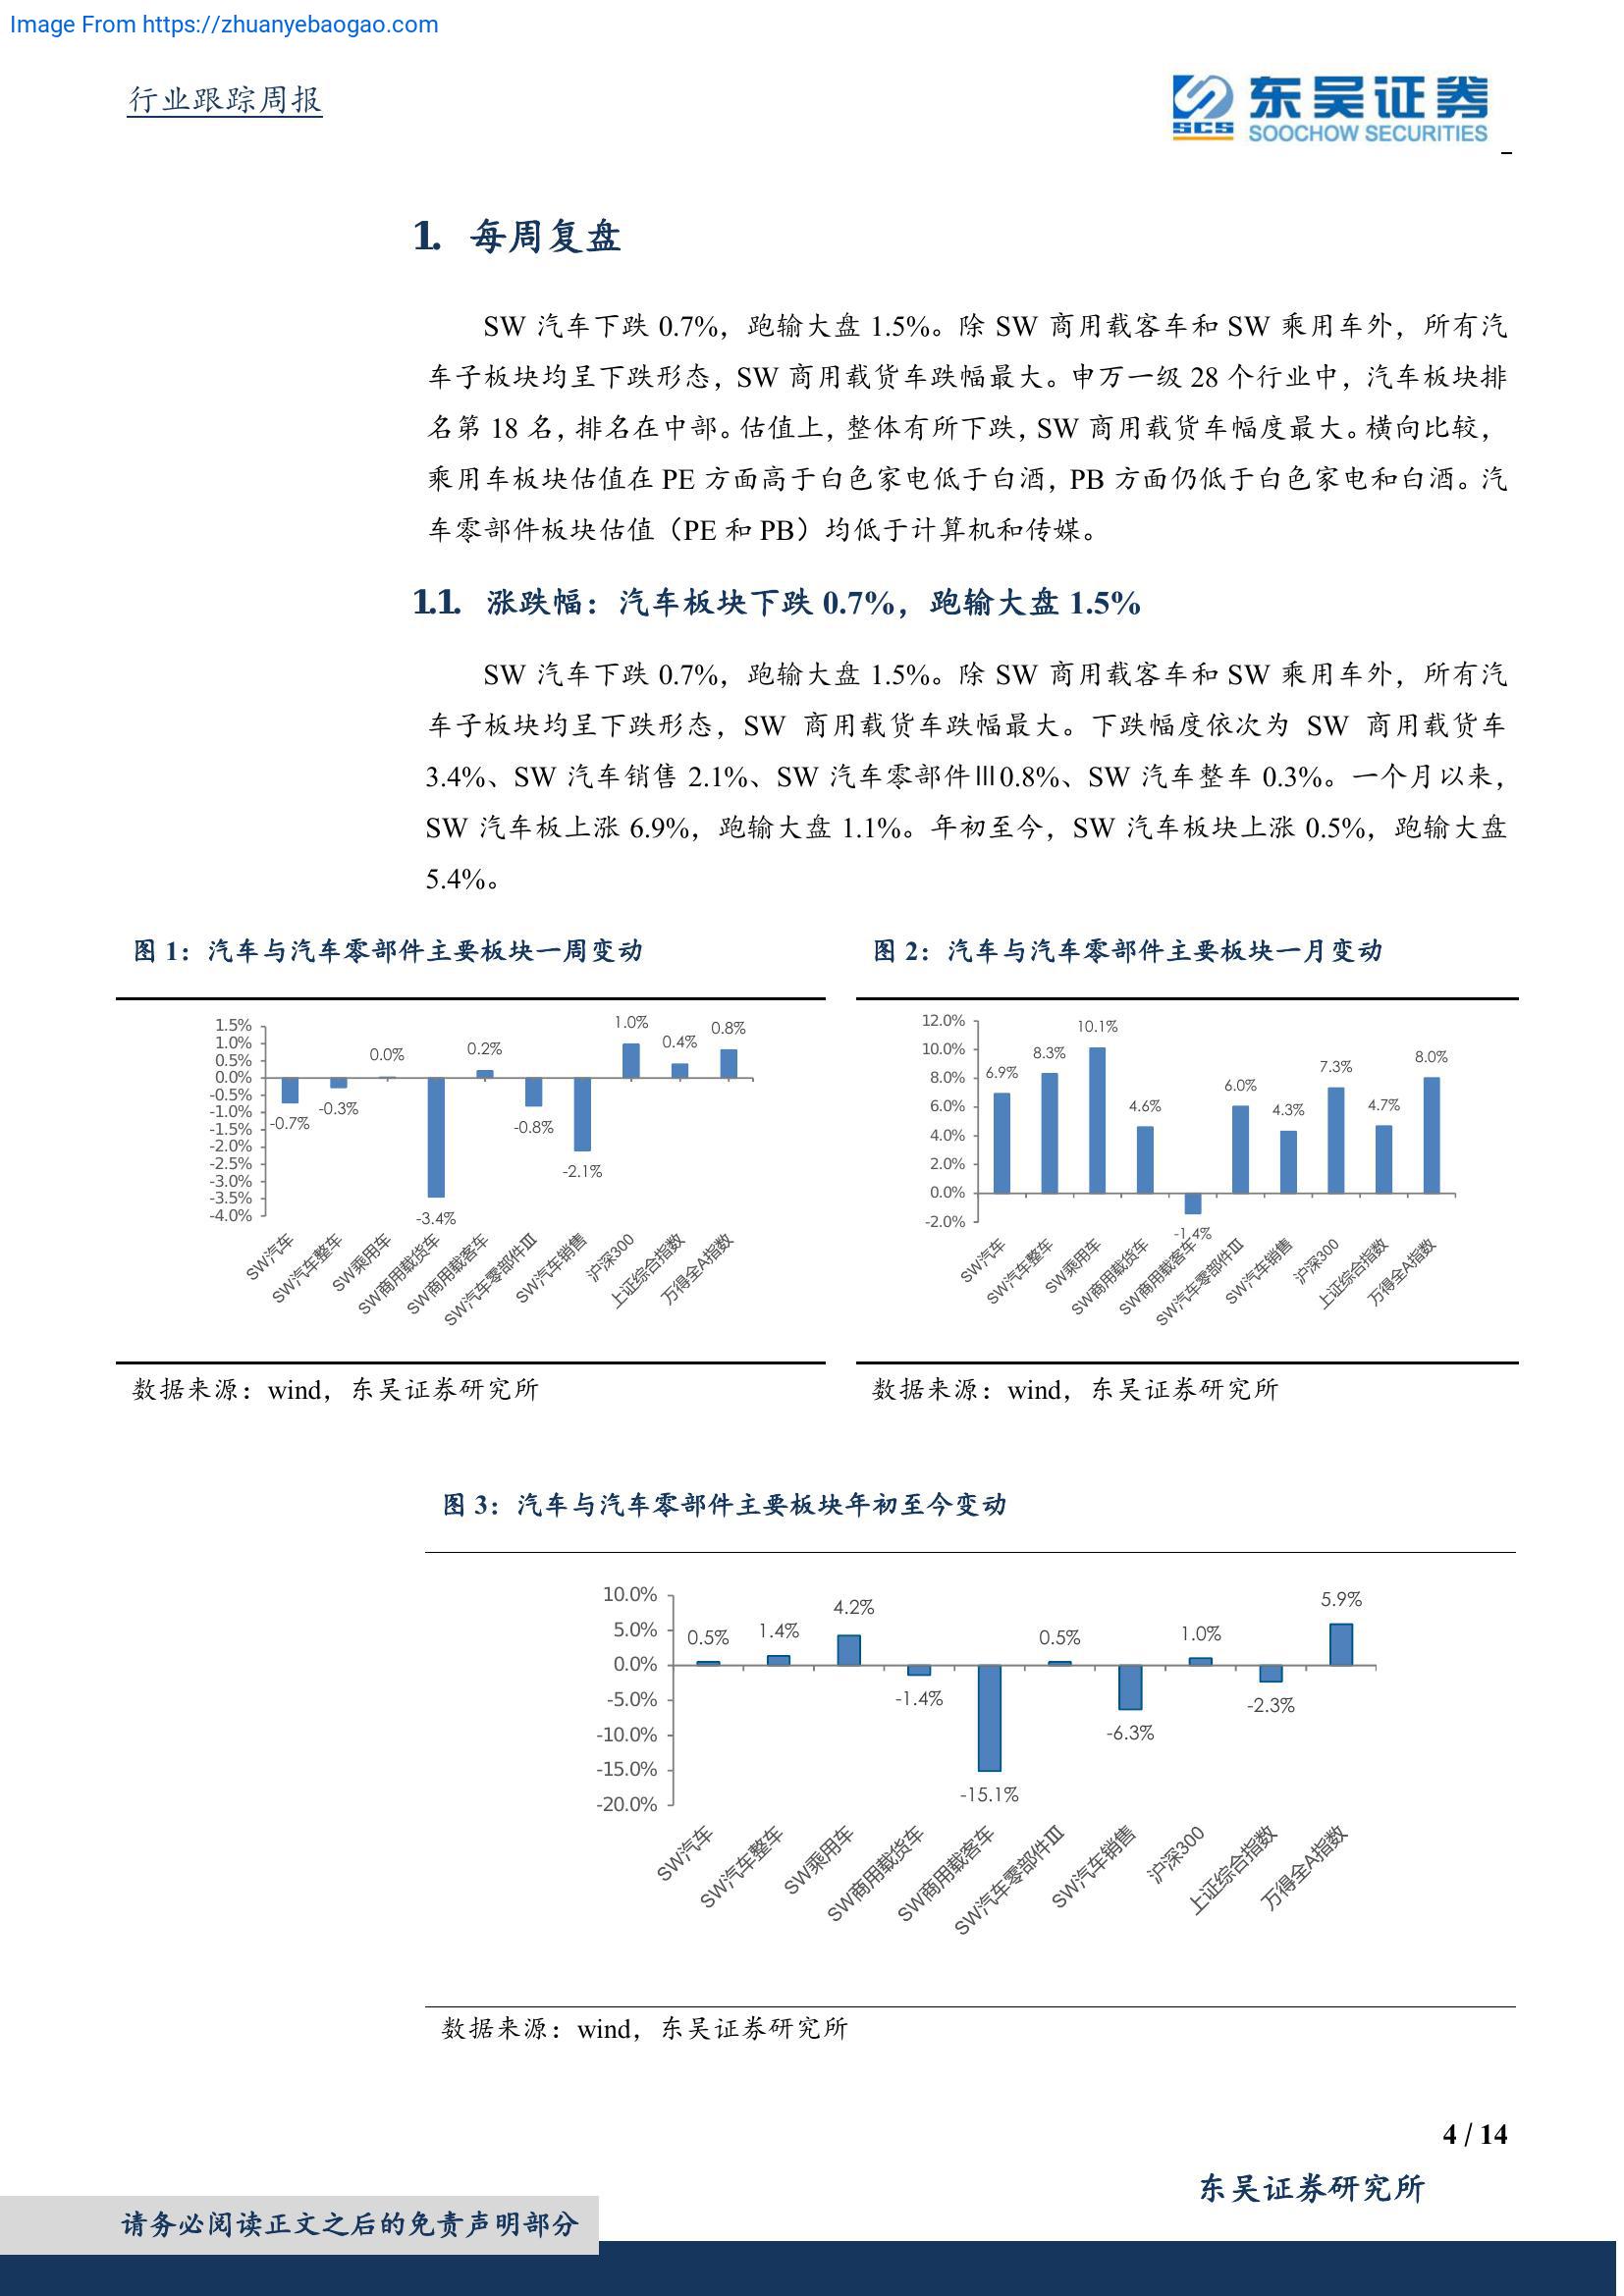 Image From https://zhuanyebaogao.com
行业跟踪周报
东吴证券
SCS
SOOCHOW SECURITIES
1. 每周复盘
SW 汽车下跌 0.7%，跑输大盘 1.5%。除 SW 商用载客车和 SW 乘用车外，所有汽
车子板块均呈下跌形态，SW 商用载货车跌幅最大。申万一级 28 个行业中，汽车板块排
名第 18 名，排名在中部。估值上，整体有所下跌，SW 商用载货车幅度最大。横向比较，
乘用车板块估值在 PE 方面高于白色家电低于白酒，PB 方面仍低于白色家电和白酒。汽
车零部件板块估值（PE 和 PB）均低于计算机和传媒。
1.1. 涨跌幅：汽车板块下跌 0.7%，跑输大盘 1.5%
SW 汽车下跌 0.7%，跑输大盘 1.5%。除 SW 商用载客车和 SW 乘用车外，所有汽
车子板块均呈下跌形态，SW 商用载货车跌幅最大。下跌幅度依次为 SW 商用载货车
3.4%、SW 汽车销售 2.1%、SW 汽车零部件Ⅲ0.8%、SW 汽车整车 0.3%。一个月以来，
SW 汽车板上涨 6.9%，跑输大盘 1.1%。年初至今，SW 汽车板块上涨 0.5%，跑输大盘
5.4%。
图 1：汽车与汽车零部件主要板块一周变动
1.5%
1.0%
0.5%
0.0%
-0.5%
-1.0%
-1.5%
-2.0%
-2.5%
-3.0%
-3.5%
-4.0%
-0.7%
-0.3%
0.0%
-3.4%
0.2%
-0.8%
-2.1%
1.0%
0.4%
0.8%
SW汽车
SW汽车整车
SW乘用车
SW商用载货车
SW商用载客车
SW汽车零部件Ⅲ
SW汽车销售
沪深300
上证综合指数
万得全A指数
数据来源：wind，东吴证券研究所
图 2：汽车与汽车零部件主要板块一月变动
12.0%
10.0%
8.0%
6.0%
4.0%
2.0%
0.0%
-2.0%
6.9%
8.3%
10.1%
4.6%
-1.4%
6.0%
4.3%
7.3%
4.7%
8.0%
SW汽车
SW汽车整车
SW乘用车
SW商用载货车
SW商用载客车
SW汽车零部件Ⅲ
SW汽车销售
沪深300
上证综合指数
万得全A指数
数据来源：wind，东吴证券研究所
图 3：汽车与汽车零部件主要板块年初至今变动
10.0%
5.0%
0.0%
-5.0%
-10.0%
-15.0%
-20.0%
0.5%
1.4%
4.2%
-1.4%
-15.1%
0.5%
-6.3%
1.0%
-2.3%
5.9%
SW汽车
SW汽车整车
SW乘用车
SW商用载货车
SW商用载客车
SW汽车零部件Ⅲ
SW汽车销售
沪深300
上证综合指数
万得全A指数
数据来源：wind，东吴证券研究所
4 / 14
东吴证券研究所
请务必阅读正文之后的免责声明部分